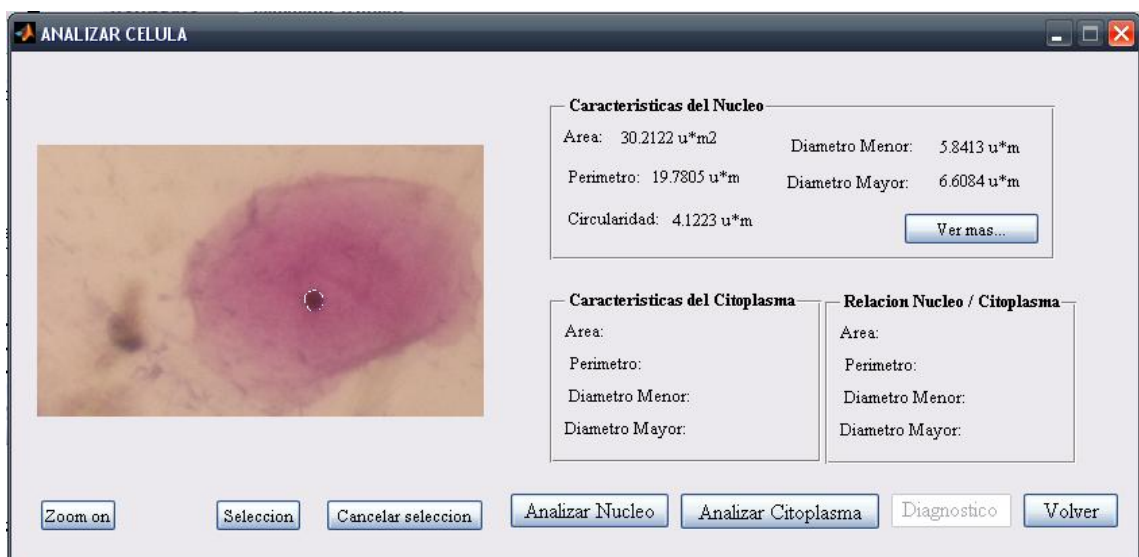 ANALIZAR CELULA
Caracteristicas del Nucleo
Area: 30.2122 u*m2
Diametro Menor: 5.8413 u*m
Perimetro: 19.7805 u*m
Diametro Mayor: 6.6084 u*m
Circularidad: 4.1223 u*m
Ver mas...
Caracteristicas del Citoplasma
Area:
Perimetro:
Diametro Menor:
Diametro Mayor:
Relacion Nucleo / Citoplasma
Area:
Perimetro:
Diametro Menor:
Diametro Mayor:
Zoom on
Seleccion
Cancelar seleccion
Analizar Nucleo
Analizar Citoplasma
Diagnostico
Volver